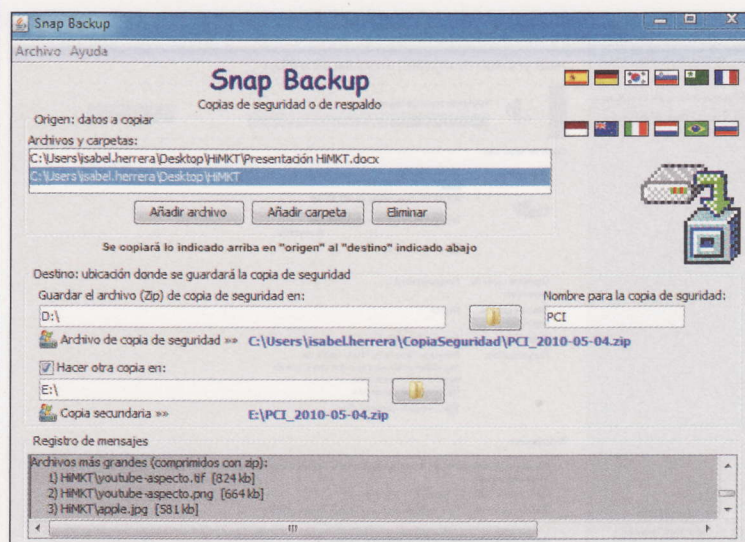 Snap Backup
Archivo Ayuda
Snap Backup
Copias de seguridad o de respaldo
Origen: datos a copiar
Archivos y carpetas:
C:\Users\isabel.herrera\Desktop\HiMKT\Presentación HiMKT.docx
C:\Users\isabel.herrera\Desktop\HiMKT
Añadir archivo Añadir carpeta Eliminar
Se copiará lo indicado arriba en "origen" al "destino" indicado abajo
Destino: ubicación donde se guardará la copia de seguridad
Guardar el archivo (Zip) de copia de seguridad en: Nombre para la copia de sguridad:
D:\ PCI
Archivo de copia de seguridad »» C:\Users\isabel.herrera\CopiaSeguridad\PCI_2010-05-04.zip
Hacer otra copia en:
E:\
Copia secundaria »» E:\PCI_2010-05-04.zip
Registro de mensajes
Archivos más grandes (comprimidos con zip):
1) HiMKT\youtube-aspecto.tif [824 kb]
2) HiMKT\youtube-aspecto.png [664 kb]
3) HiMKT\apple.jpg [581 kb]